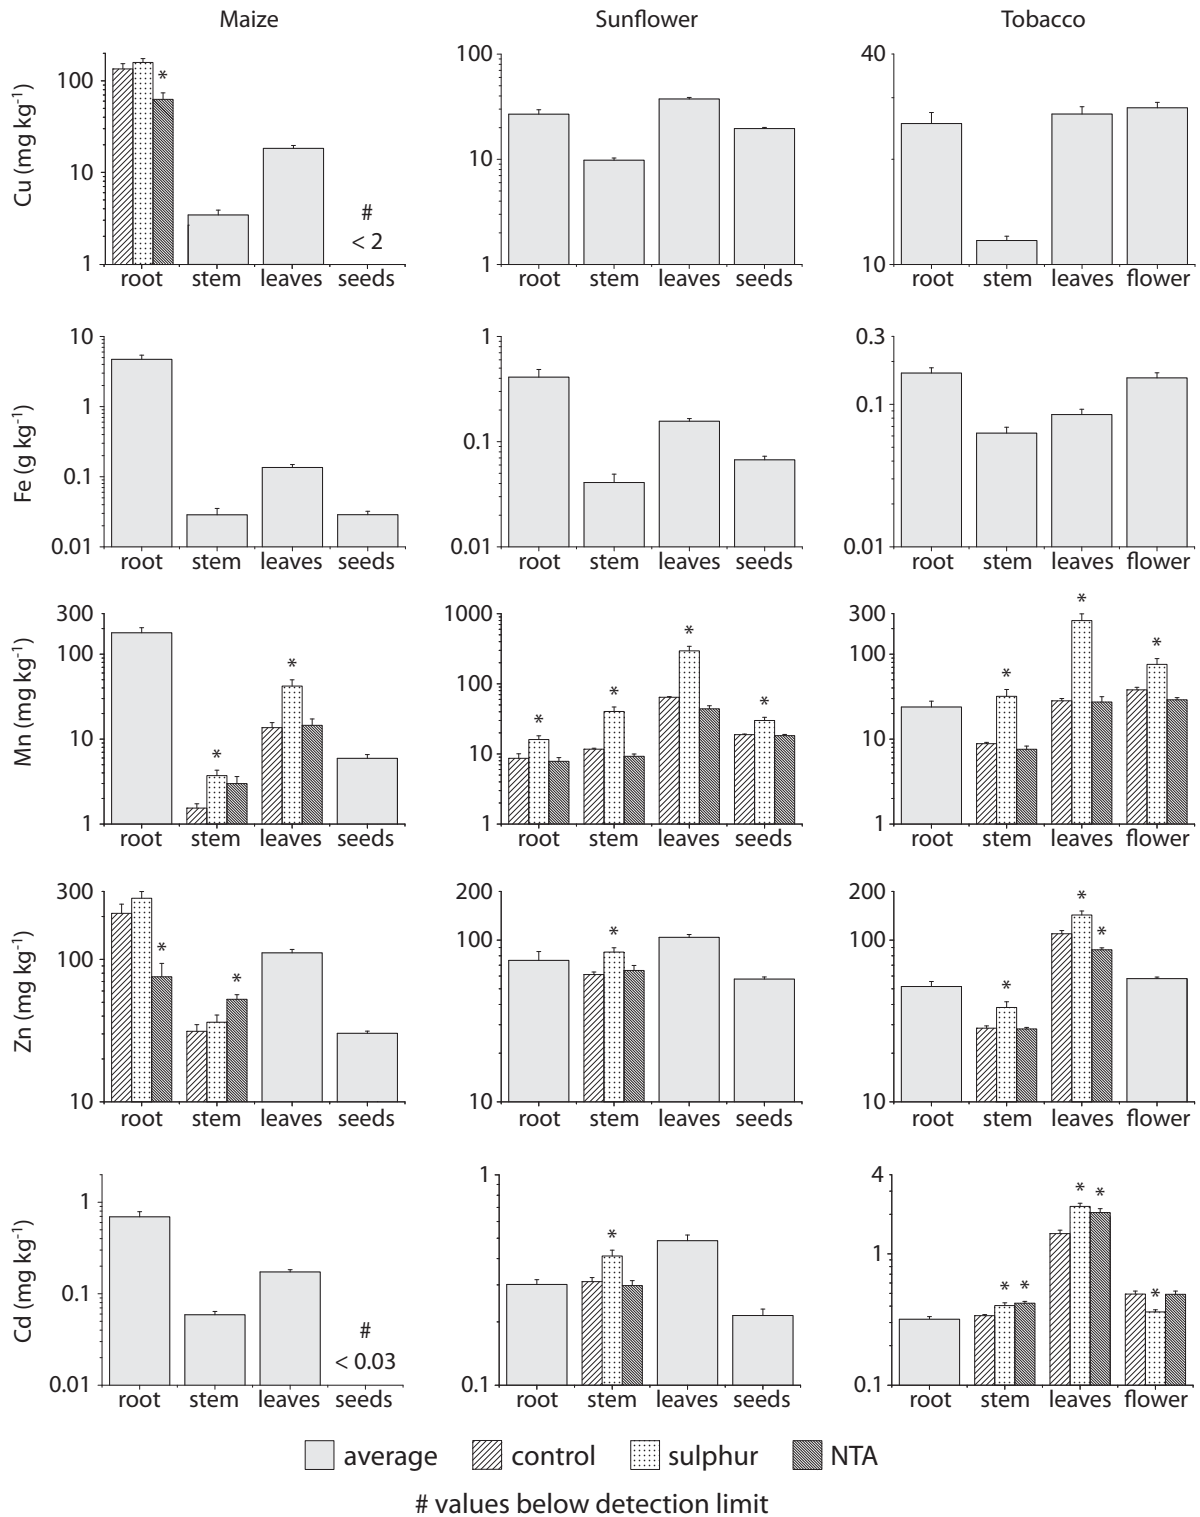 Maize Sunflower Tobacco
Cu (mg kg⁻¹)
100
10
1
*
#
< 2
root stem leaves seeds
100
10
1
root stem leaves seeds
40
10
root stem leaves flower
Fe (g kg⁻¹)
10
1
0.1
0.01
root stem leaves seeds
1
0.1
0.01
root stem leaves seeds
0.3
0.1
0.01
root stem leaves flower
Mn (mg kg⁻¹)
300
100
10
1
* *
root stem leaves seeds
1000
100
10
1
* * * *
root stem leaves seeds
300
100
10
1
* * *
root stem leaves flower
Zn (mg kg⁻¹)
300
100
10
* *
root stem leaves seeds
200
100
10
*
root stem leaves seeds
200
100
10
* * *
root stem leaves flower
Cd (mg kg⁻¹)
1
0.1
0.01
#
< 0.03
root stem leaves seeds
1
0.1
*
root stem leaves seeds
4
1
0.1
* * * * *
root stem leaves flower
average control sulphur NTA
# values below detection limit